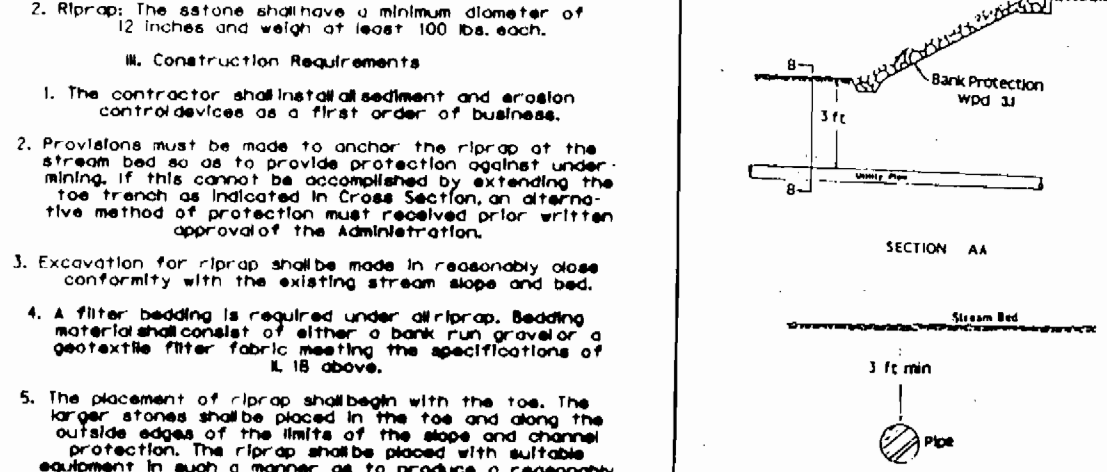 2. Riprap: The sstone shall have a minimum diameter of
12 inches and weigh at least 100 lbs. each.
III. Construction Requirements
1. The contractor shall install all sediment and erosion
control devices as a first order of business.
2. Provisions must be made to anchor the riprap at the
stream bed so as to provide protection against under-
mining. If this cannot be accomplished by extending the
toe trench as indicated in Cross Section, an alterna-
tive method of protection must received prior written
approval of the Administration.
3. Excavation for riprap shall be made in reasonably close
conformity with the existing stream slope and bed.
4. A filter bedding is required under all riprap. Bedding
material shall consist of either a bank run gravel or a
geotextile filter fabric meeting the specifications of
II. 1B above.
5. The placement of riprap shall begin with the toe. The
larger stones shall be placed in the toe and along the
outside edges of the limits of the slope and channel
protection. The riprap shall be placed with suitable
equipment in such a manner as to produce a reasonably
B
Bank Protection
WPd 3.1
3 ft
Utility Pipe
B
SECTION AA
Stream Bed
3 ft min
Pipe